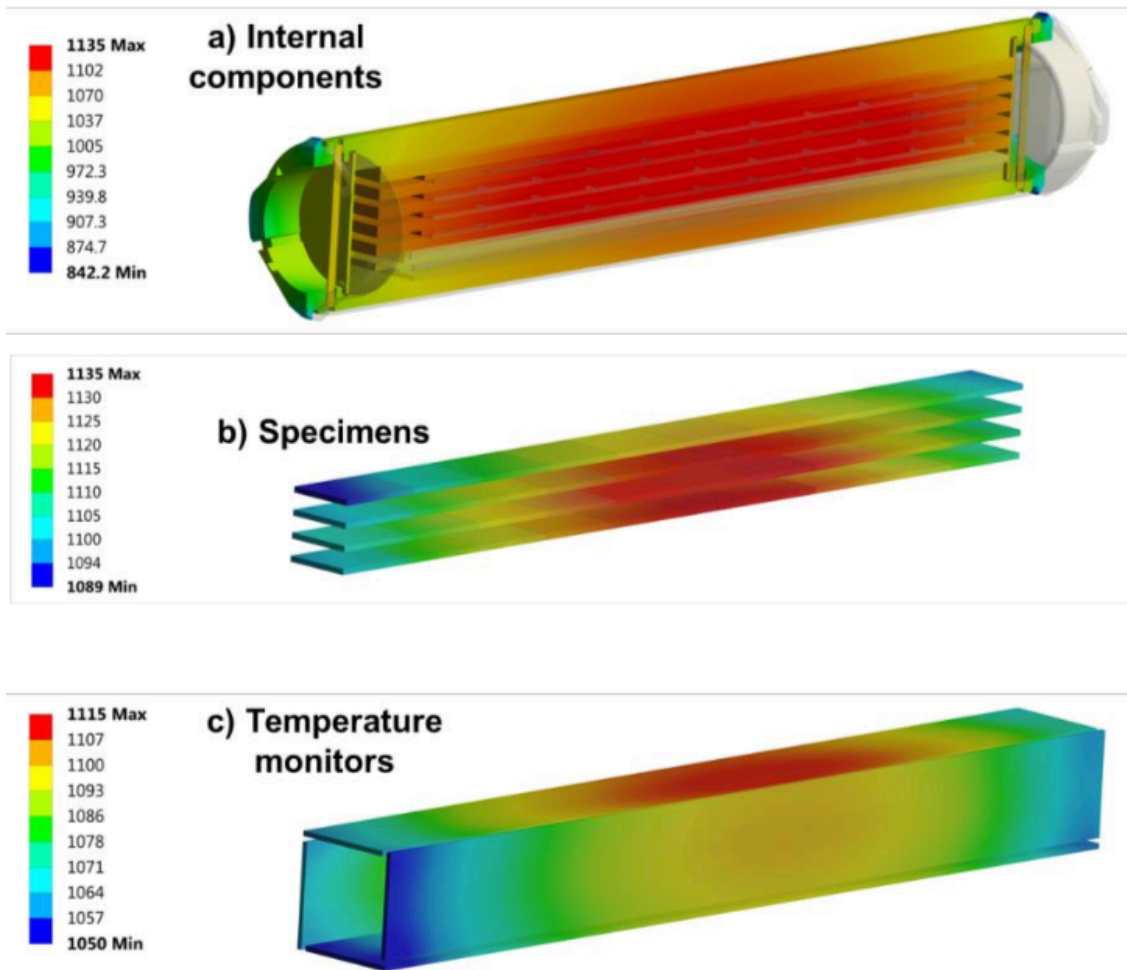 1135 Max
1102
1070
1037
1005
972.3
939.8
907.3
874.7
842.2 Min
a) Internal
components
1135 Max
1130
1125
1120
1115
1110
1105
1100
1094
1089 Min
b) Specimens
1115 Max
1107
1100
1093
1086
1078
1071
1064
1057
1050 Min
c) Temperature
monitors